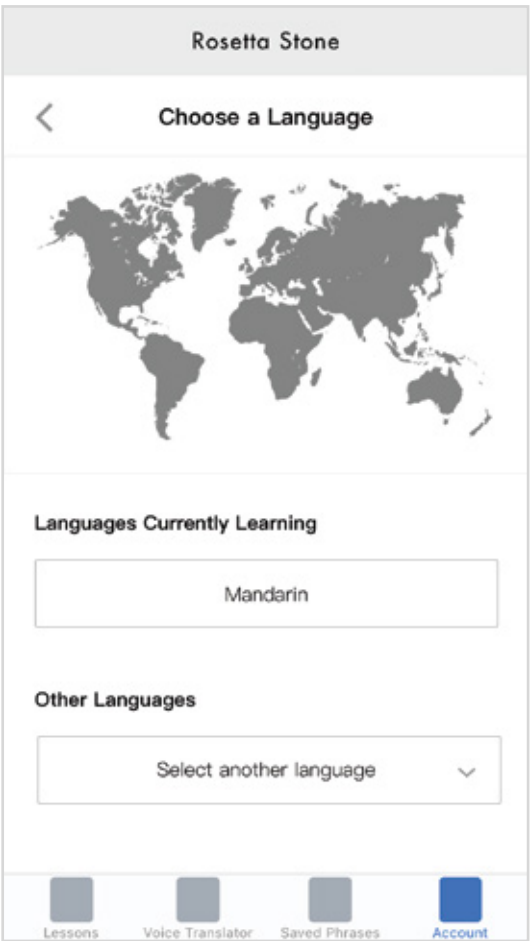 Rosetta Stone
Choose a Language
Languages Currently Learning
Mandarin
Other Languages
Select another language
Lessons Voice Translator Saved Phrases Account